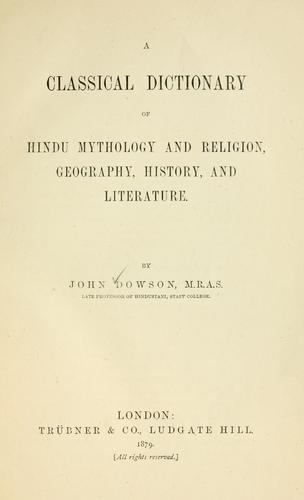 A
CLASSICAL DICTIONARY
OF
HINDU MYTHOLOGY AND RELIGION,
GEOGRAPHY, HISTORY, AND
LITERATURE.
BY
JOHN DOWSON, M.R.A.S.
LATE PROFESSOR OF HINDUSTANI, STAFF COLLEGE.
LONDON:
TRÜBNER & CO., LUDGATE HILL.
1879.
[All rights reserved.]